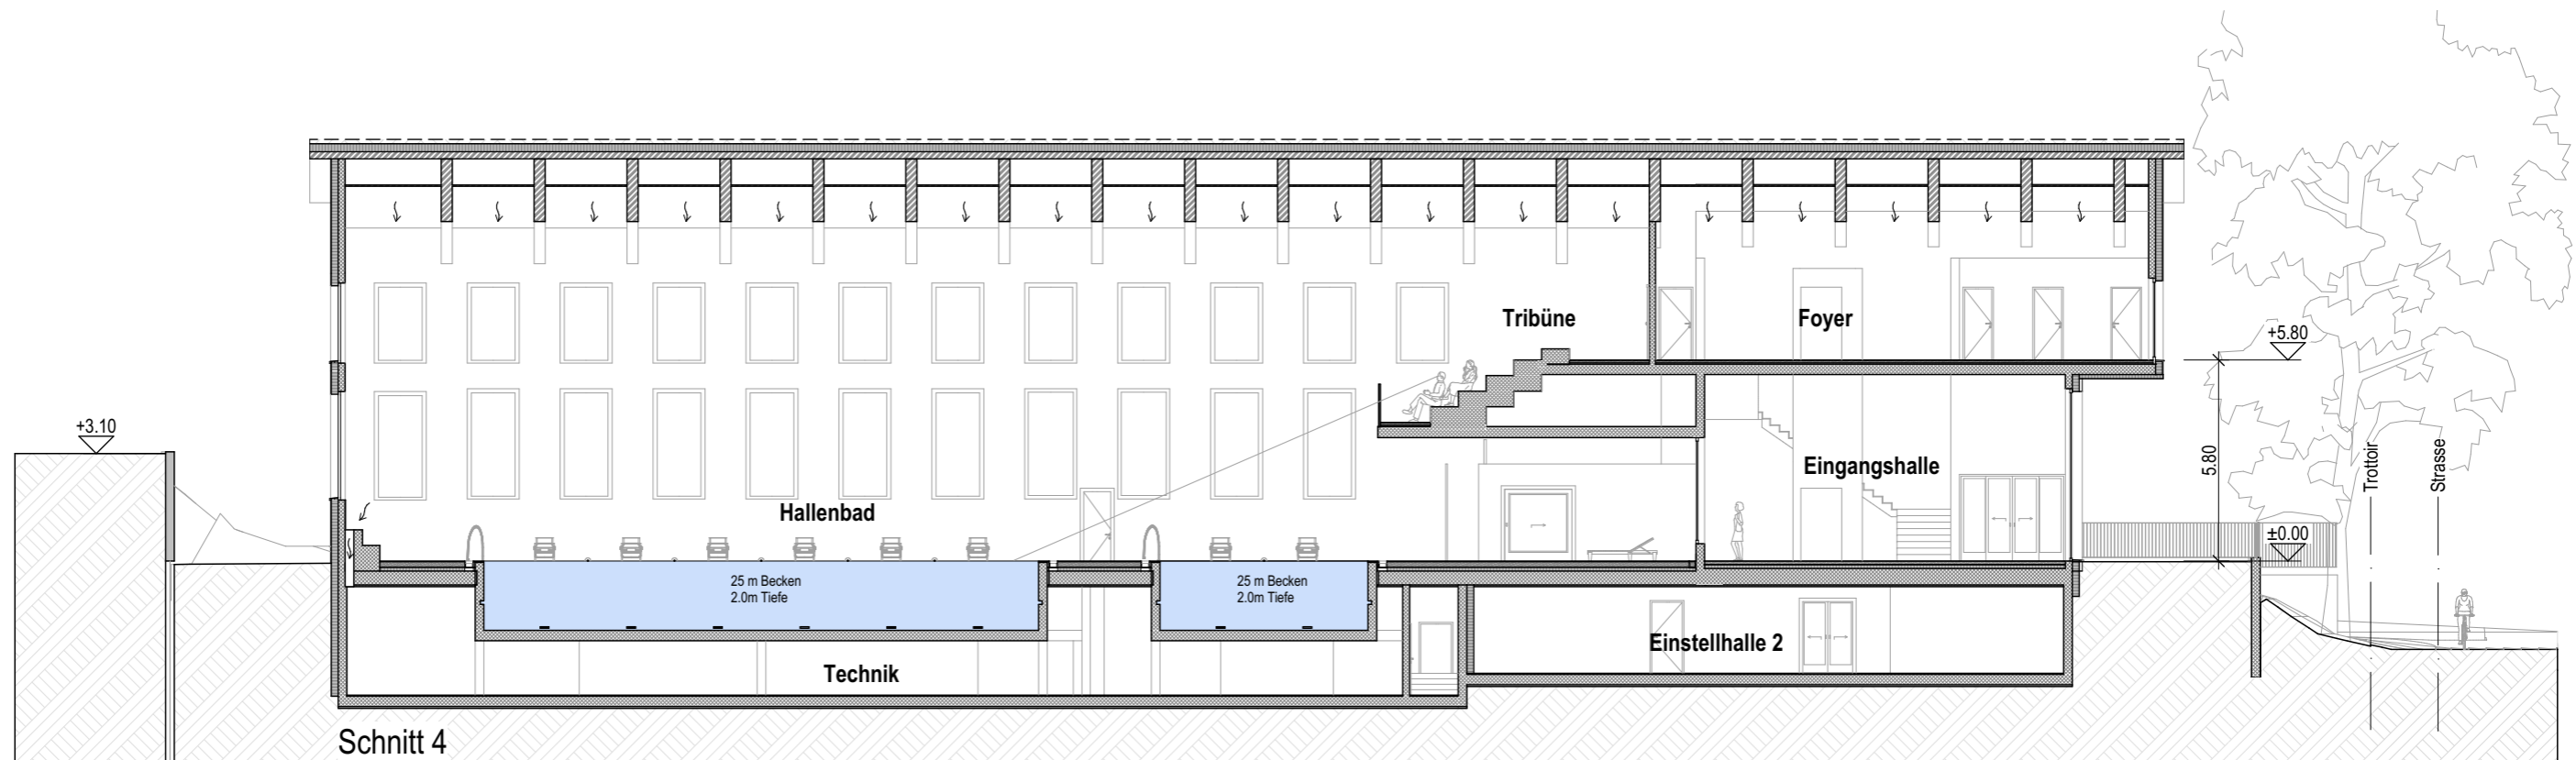 +5.80
Tribüne
Foyer
+3.10
5.80
Trottoir
Strasse
Eingangshalle
Hallenbad
±0.00
25 m Becken
2.0m Tiefe
25 m Becken
2.0m Tiefe
Einstellhalle 2
Technik
Schnitt 4